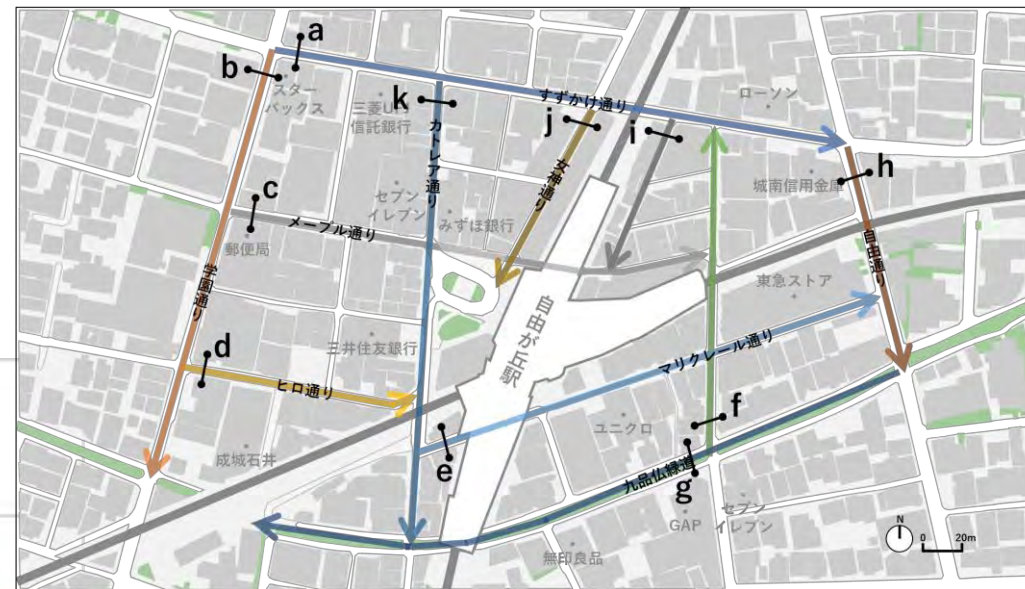 a
b
スター
バックス
三菱UFJ
信託銀行
k
カトレア通り
すずかけ通り
ローソン
j
i
女神通り
城南信用金庫
h
c
セブン
イレブン
みずほ銀行
メープル通り
郵便局
学園通り
自由通り
東急ストア
自由が丘駅
三井住友銀行
d
ヒロ通り
マリクレール通り
成城石井
e
ユニクロ
f
九品仏緑道
g
GAP
セブン
イレブン
無印良品
N
0
20m